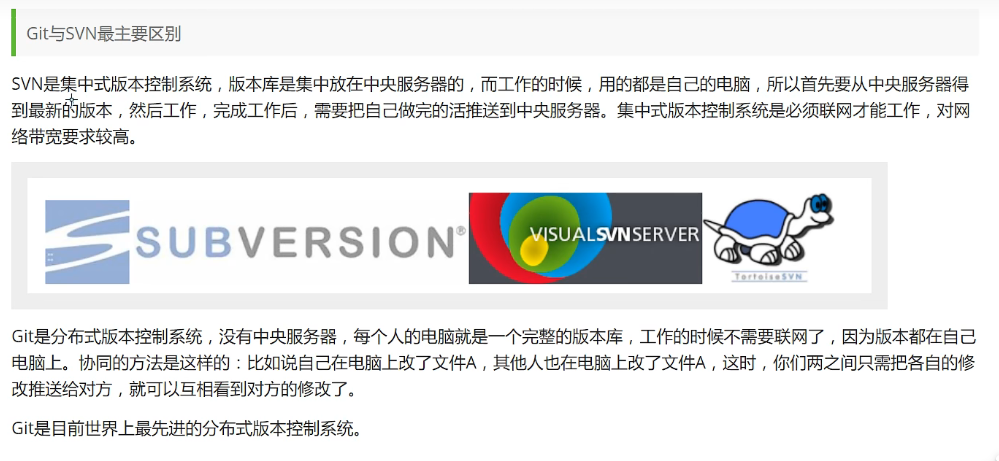 Git与SVN最主要区别
SVN是集中式版本控制系统，版本库是集中放在中央服务器的，而工作的时候，用的都是自己的电脑，所以首先要从中央服务器得
到最新的版本，然后工作，完成工作后，需要把自己做完的活推送到中央服务器。集中式版本控制系统是必须联网才能工作，对网
络带宽要求较高。
SUBVERSION®
VISUALSVNSERVER
TortoiseSVN
Git是分布式版本控制系统，没有中央服务器，每个人的电脑就是一个完整的版本库，工作的时候不需要联网了，因为版本都在自己
电脑上。协同的方法是这样的：比如说自己在电脑上改了文件A，其他人也在电脑上改了文件A，这时，你们两之间只需把各自的修
改推送给对方，就可以互相看到对方的修改了。
Git是目前世界上最先进的分布式版本控制系统。